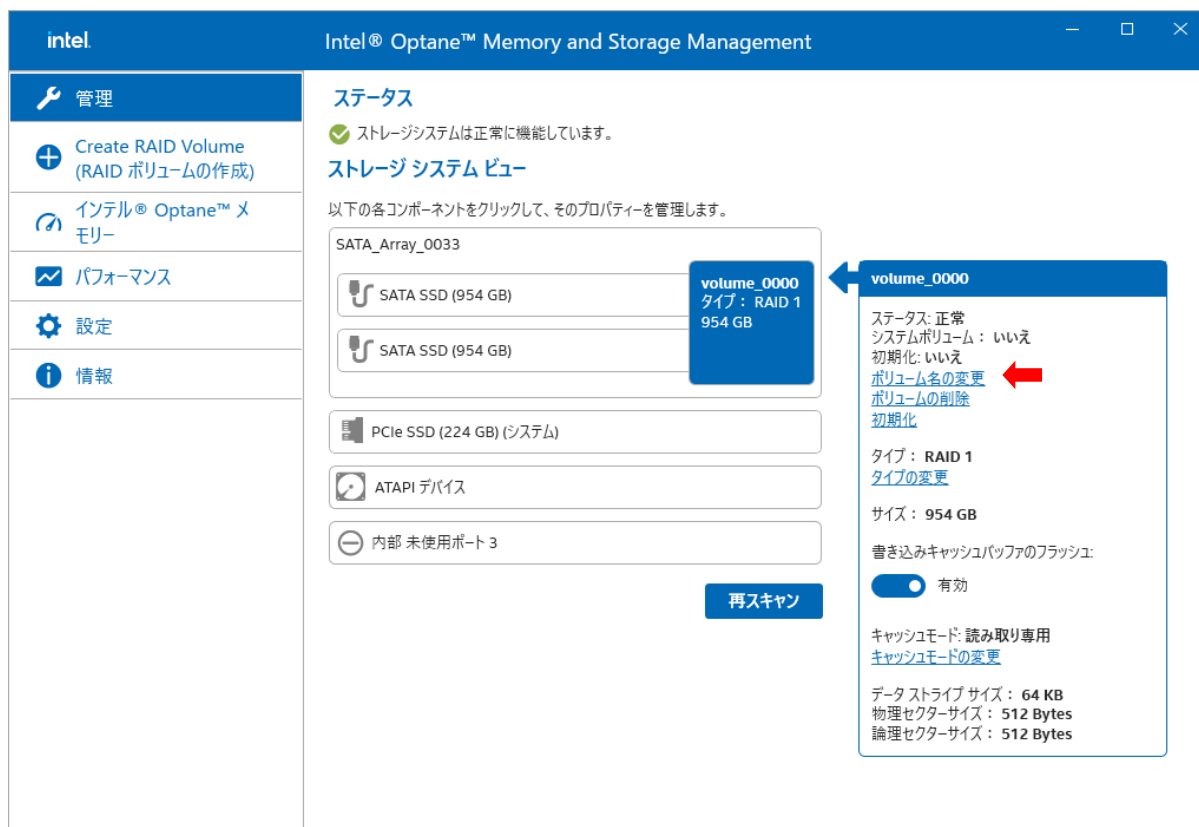 intel.
Intel® Optane™ Memory and Storage Management
管理
Create RAID Volume
(RAID ボリュームの作成)
インテル® Optane™ メ
モリー
パフォーマンス
設定
情報
ステータス
ストレージシステムは正常に機能しています。
ストレージ システム ビュー
以下の各コンポーネントをクリックして、そのプロパティーを管理します。
SATA_Array_0033
SATA SSD (954 GB)
SATA SSD (954 GB)
volume_0000
タイプ： RAID 1
954 GB
PCIe SSD (224 GB) (システム)
ATAPI デバイス
内部 未使用ポート 3
再スキャン
volume_0000
ステータス: 正常
システムボリューム： いいえ
初期化: いいえ
ボリューム名の変更
ボリュームの削除
初期化
タイプ： RAID 1
タイプの変更
サイズ： 954 GB
書き込みキャッシュバッファのフラッシュ:
有効
キャッシュモード: 読み取り専用
キャッシュモードの変更
データ ストライプ サイズ： 64 KB
物理セクターサイズ： 512 Bytes
論理セクターサイズ： 512 Bytes